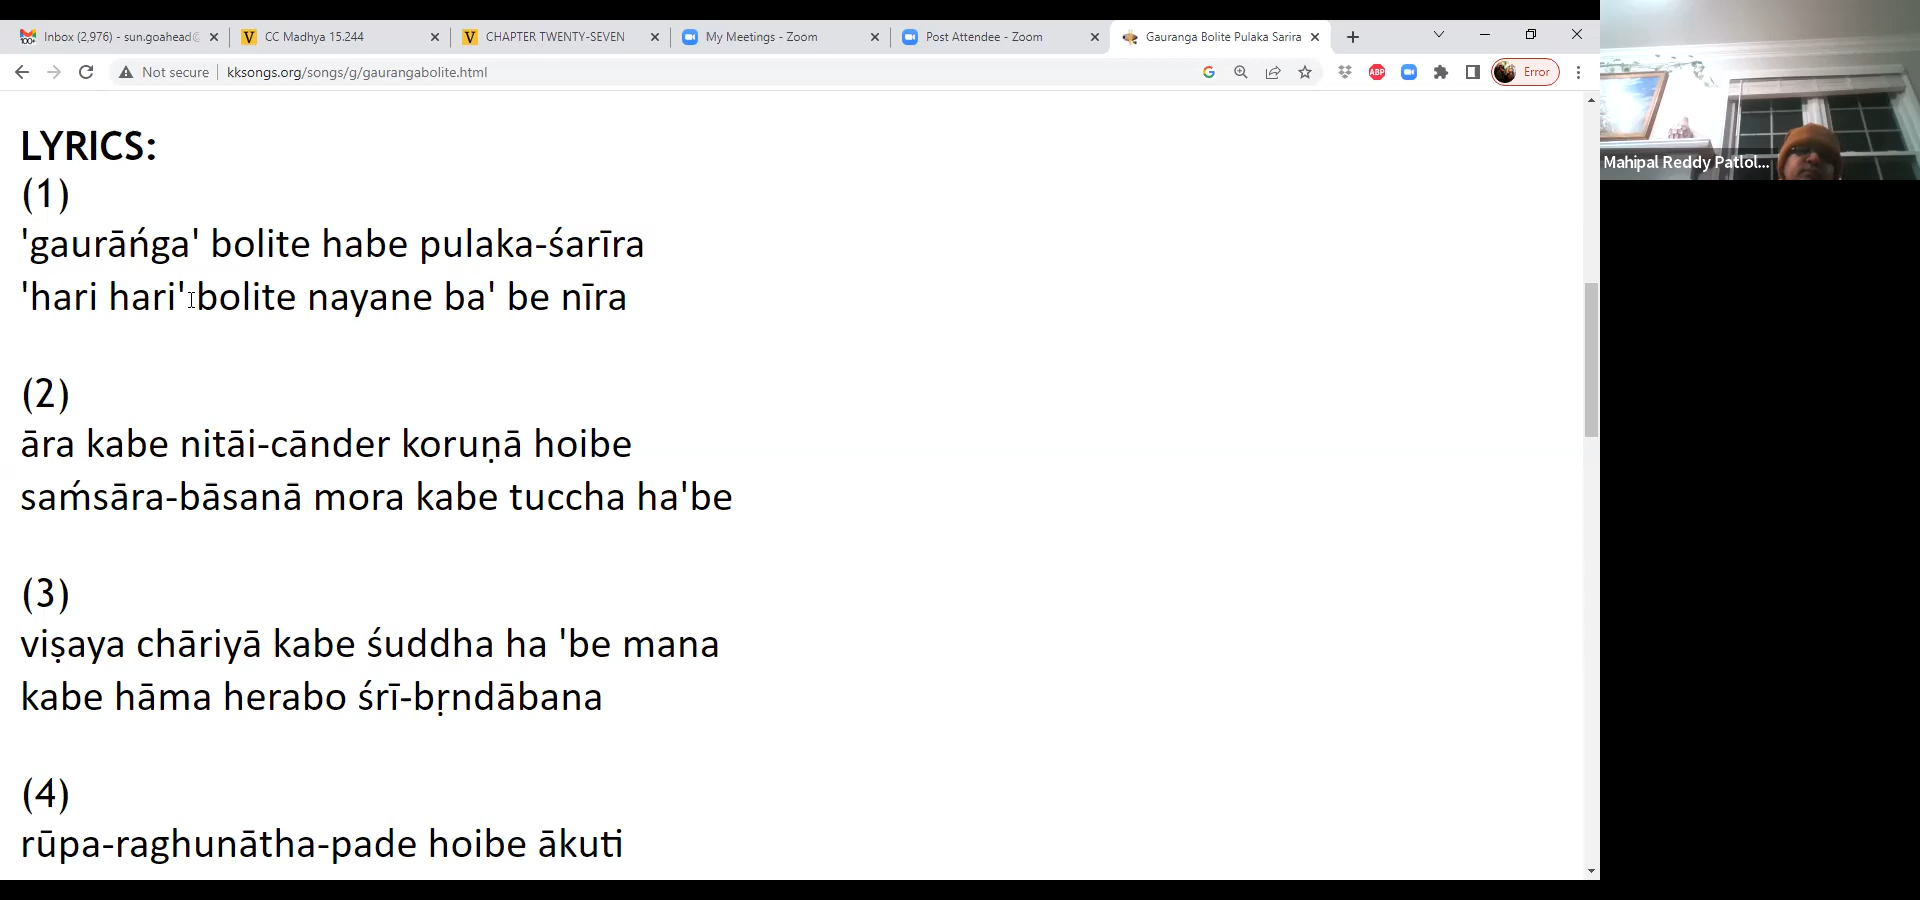 Inbox (2,976) - sun.goahead@
CC Madhya 15.244
CHAPTER TWENTY-SEVEN
My Meetings - Zoom
Post Attendee - Zoom
Gauranga Bolite Pulaka Sarira
Not secure
kksongs.org/songs/g/gaurangabolite.html
ABP
Error
Mahipal Reddy Patlol...
LYRICS:
(1)
'gaurāńga' bolite habe pulaka-śarīra
'hari hari' bolite nayane ba' be nīra
(2)
āra kabe nitāi-cānder koruṇā hoibe
saḿsāra-bāsanā mora kabe tuccha ha'be
(3)
viṣaya chāriyā kabe śuddha ha 'be mana
kabe hāma herabo śrī-bṛndābana
(4)
rūpa-raghunātha-pade hoibe ākuti